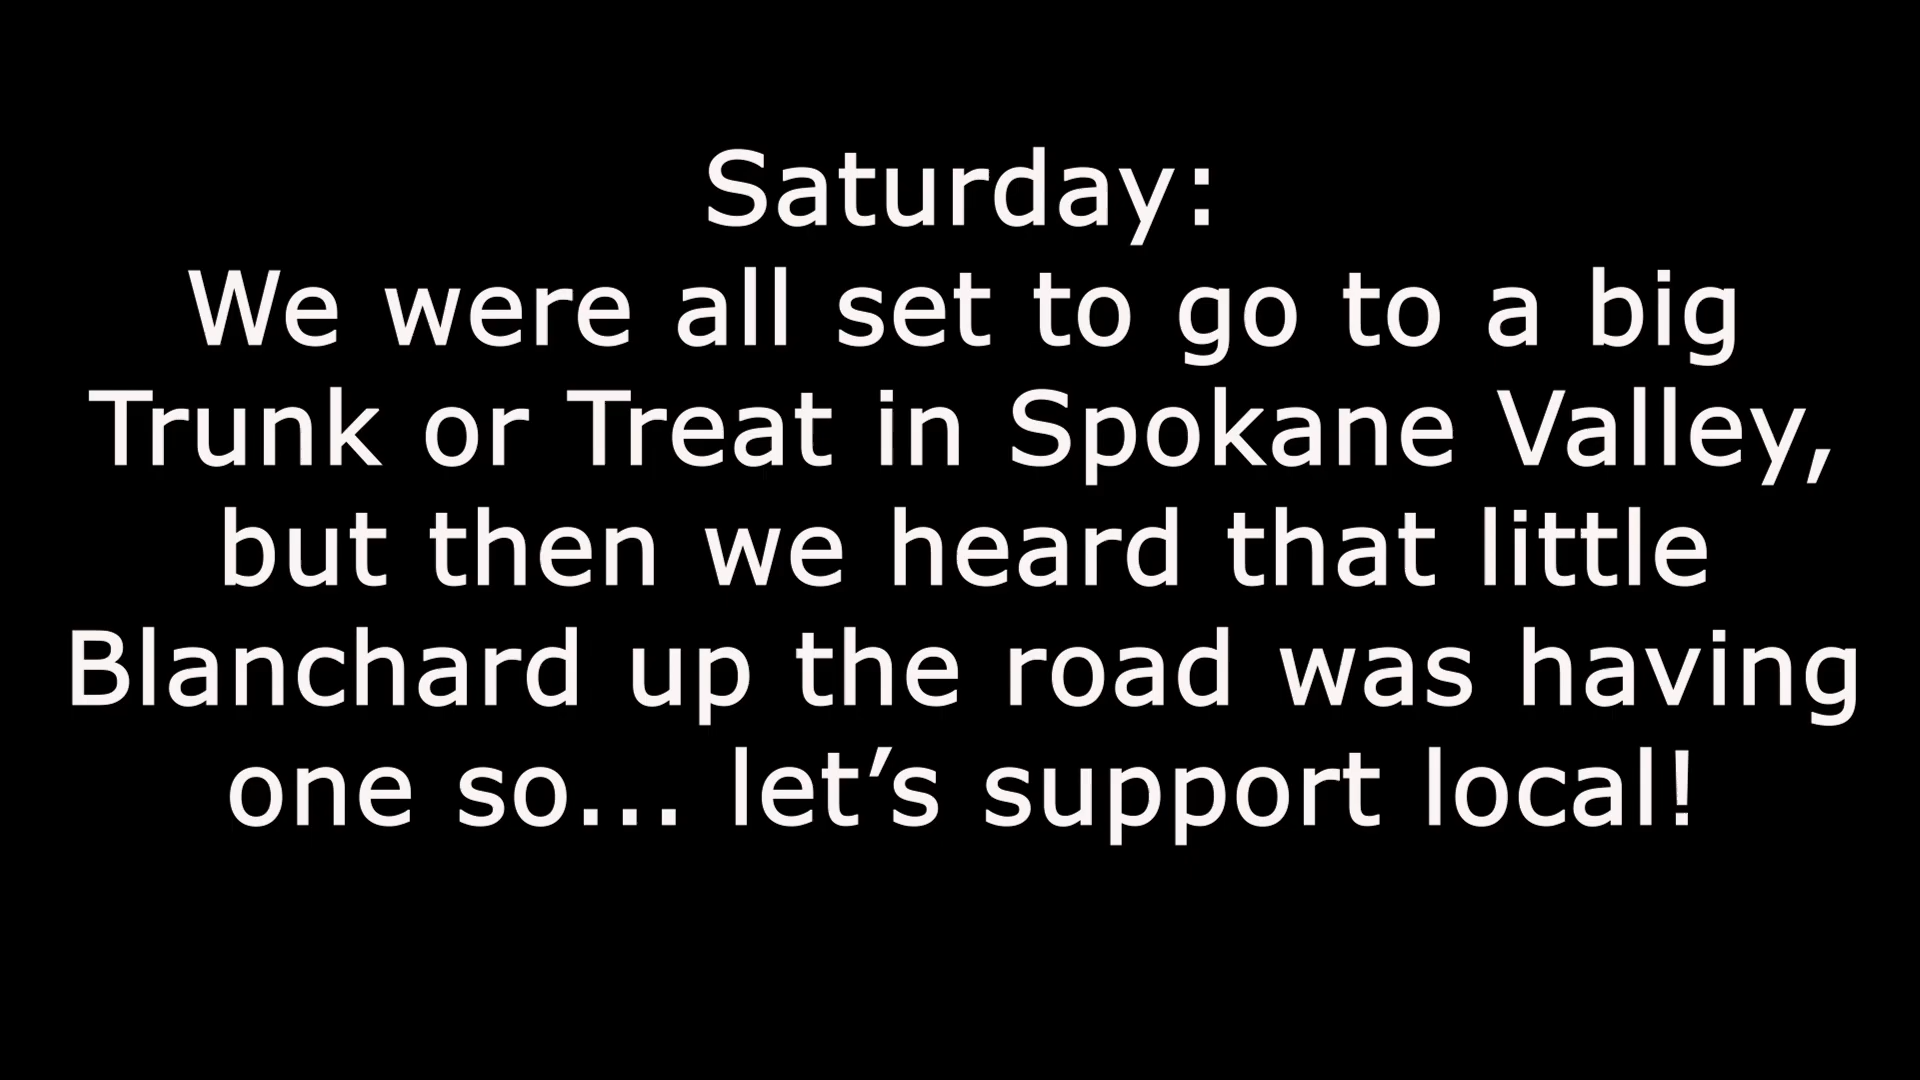 Saturday:
We were all set to go to a big
Trunk or Treat in Spokane Valley,
but then we heard that little
Blanchard up the road was having
one so... let’s support local!